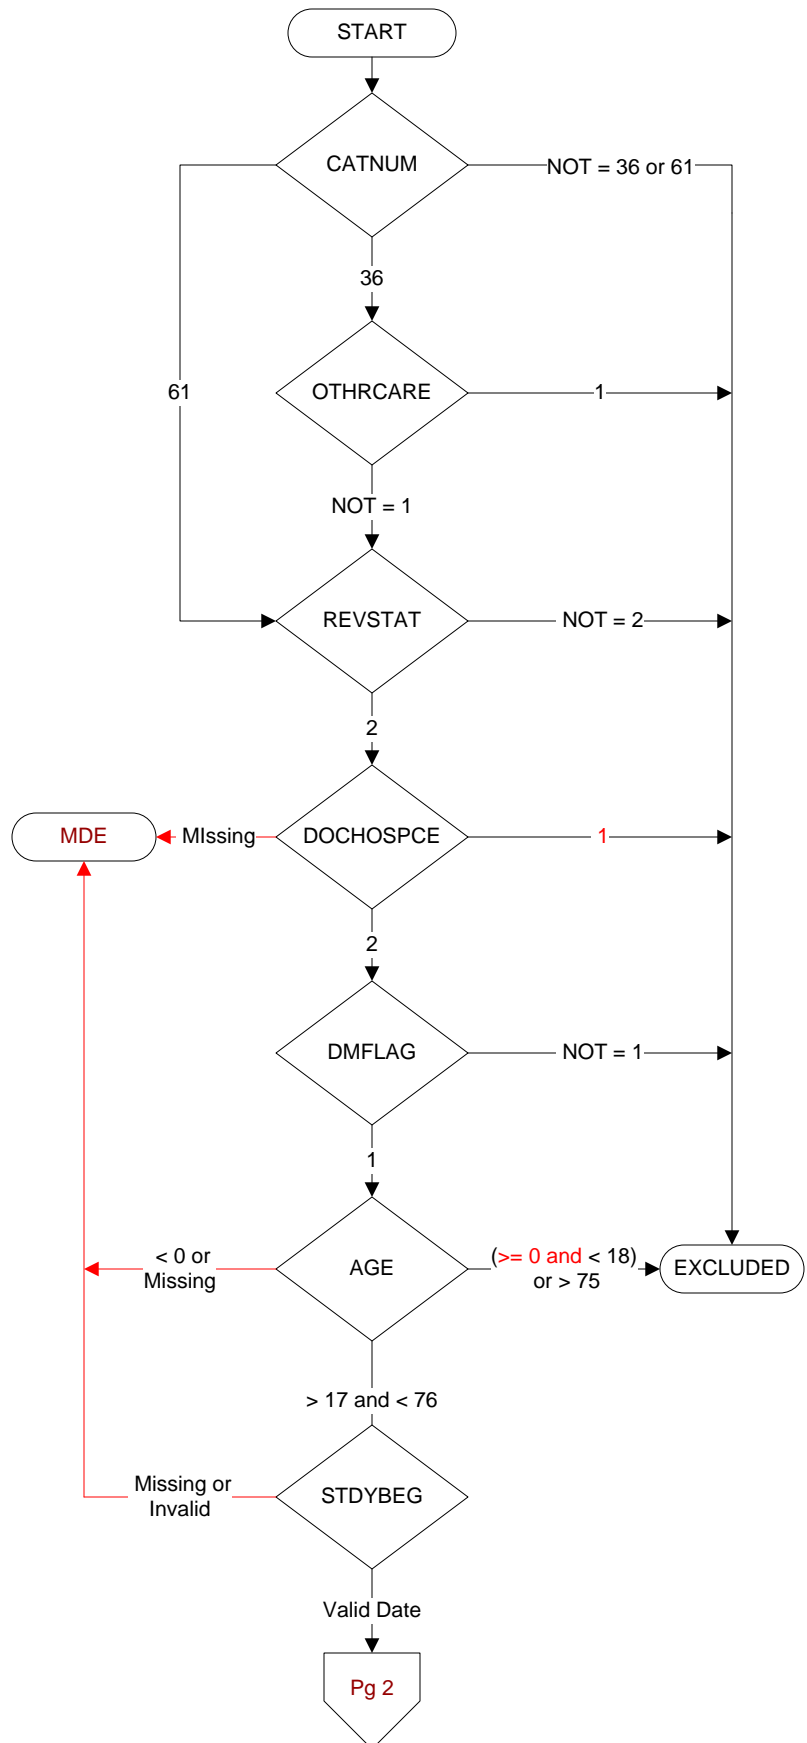 START
CATNUM
NOT = 36 or 61
36
61
OTHRCARE
1
NOT = 1
REVSTAT
NOT = 2
2
MDE
MIssing
DOCHOSPCE
1
2
DMFLAG
NOT = 1
1
< 0 or
Missing
AGE
(>= 0 and < 18)
or > 75
EXCLUDED
> 17 and < 76
Missing or
Invalid
STDYBEG
Valid Date
Pg 2